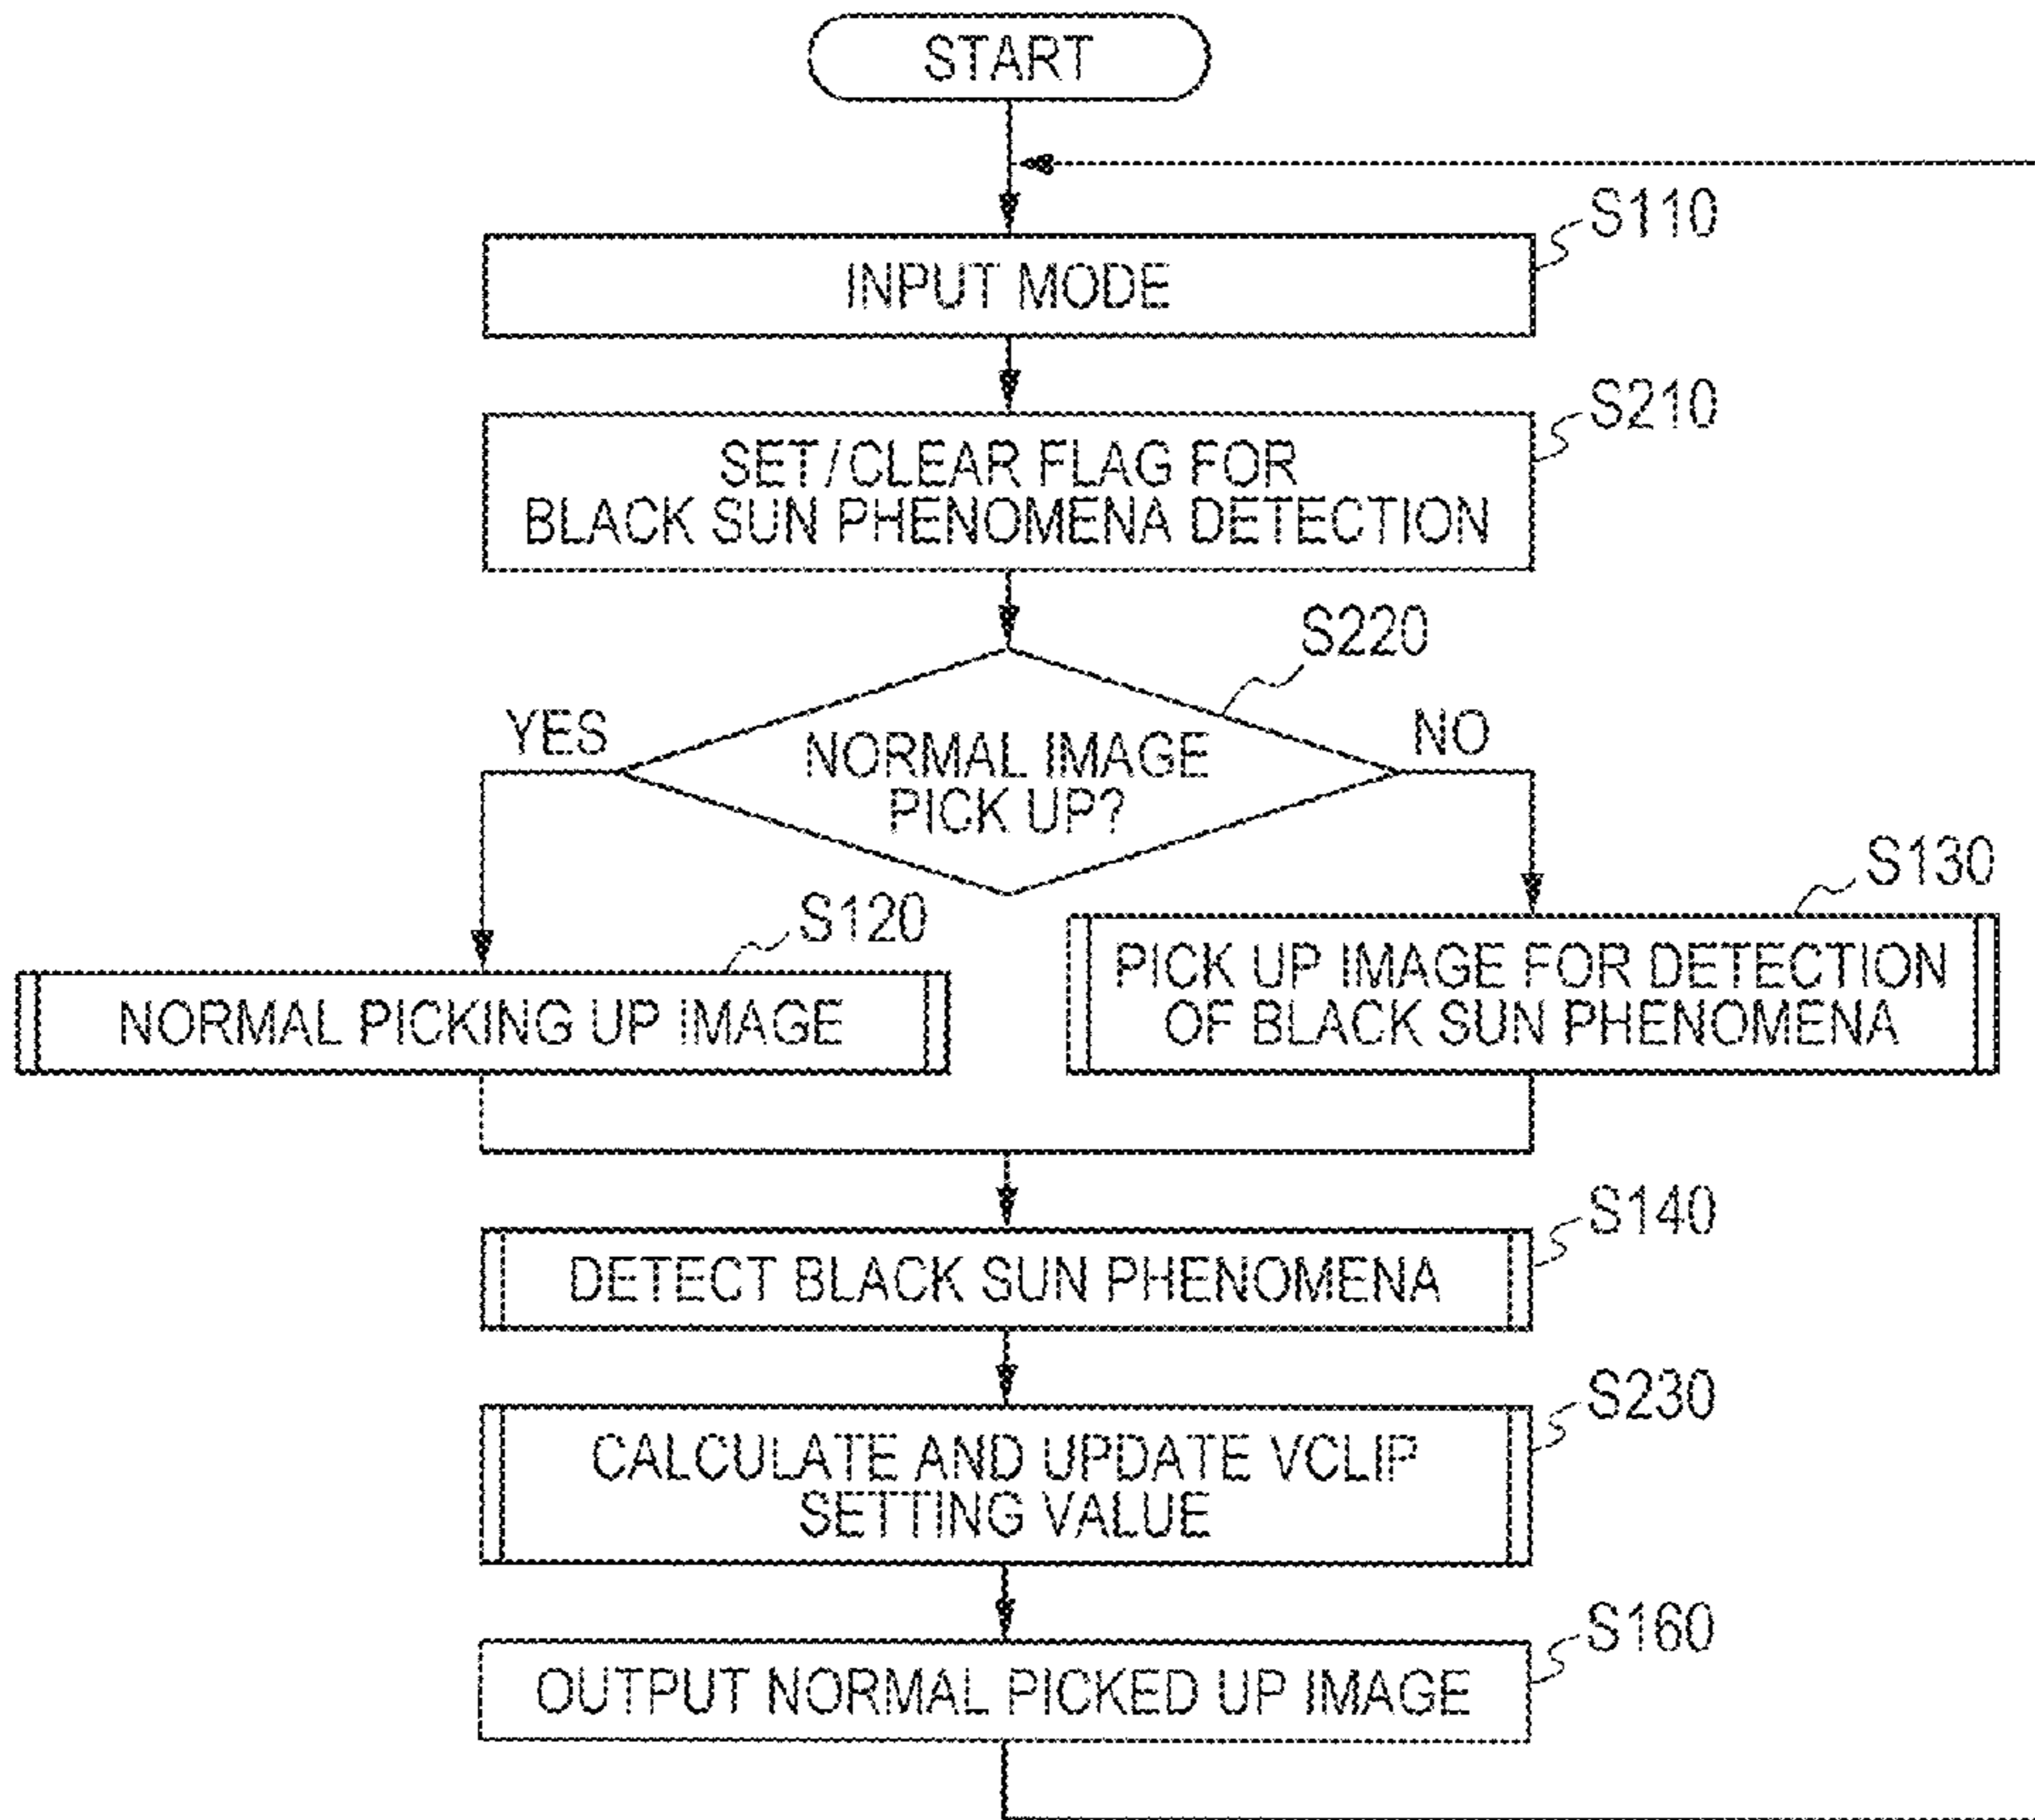 START
S110
INPUT MODE
S210
SET/CLEAR FLAG FOR
BLACK SUN PHENOMENA DETECTION
S220
YES
NO
NORMAL IMAGE
PICK UP?
S130
S120
PICK UP IMAGE FOR DETECTION
OF BLACK SUN PHENOMENA
NORMAL PICKING UP IMAGE
S140
DETECT BLACK SUN PHENOMENA
S230
CALCULATE AND UPDATE VCLIP
SETTING VALUE
S160
OUTPUT NORMAL PICKED UP IMAGE